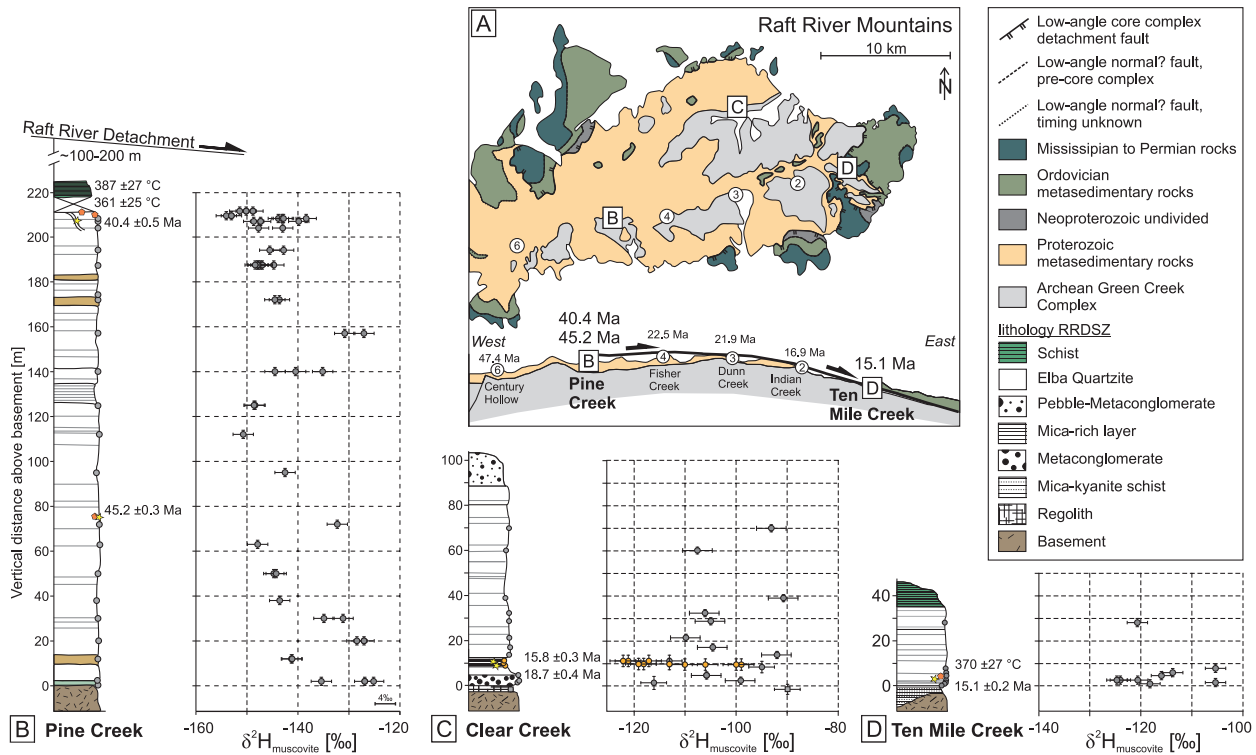 A
Raft River Mountains
10 km
N
C
D
2
3
B
4
6
West
East
40.4 Ma
45.2 Ma
47.4 Ma
22.5 Ma
21.9 Ma
16.9 Ma
15.1 Ma
6
B
4
3
2
D
Century
Hollow
Pine
Creek
Fisher
Creek
Dunn
Creek
Indian
Creek
Ten
Mile Creek
Low-angle core complex
detachment fault
Low-angle normal? fault,
pre-core complex
Low-angle normal? fault,
timing unknown
Mississipian to Permian rocks
Ordovician
metasedimentary rocks
Neoproterozoic undivided
Proterozoic
metasedimentary rocks
Archean Green Creek
Complex
lithology RRDSZ
Schist
Elba Quartzite
Pebble-Metaconglomerate
Mica-rich layer
Metaconglomerate
Mica-kyanite schist
Regolith
Basement
Raft River Detachment
~100-200 m
387 ±27 °C
361 ±25 °C
40.4 ±0.5 Ma
45.2 ±0.3 Ma
Vertical distance above basement [m]
220
200
180
160
140
120
100
80
60
40
20
0
4‰
-160
-140
-120
B Pine Creek
δ²H muscovite [‰]
100
80
60
40
20
0
15.8 ±0.3 Ma
18.7 ±0.4 Ma
-120
-100
-80
C Clear Creek
δ²H muscovite [‰]
40
20
0
370 ±27 °C
15.1 ±0.2 Ma
-140
-120
-100
D Ten Mile Creek
δ²H muscovite [‰]